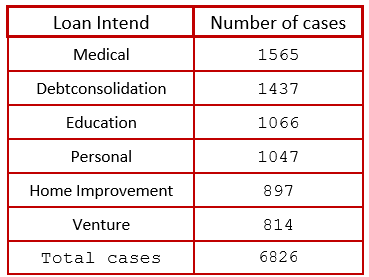 Loan Intend Number of cases
Medical 1565
Debtconsolidation 1437
Education 1066
Personal 1047
Home Improvement 897
Venture 814
Total cases 6826